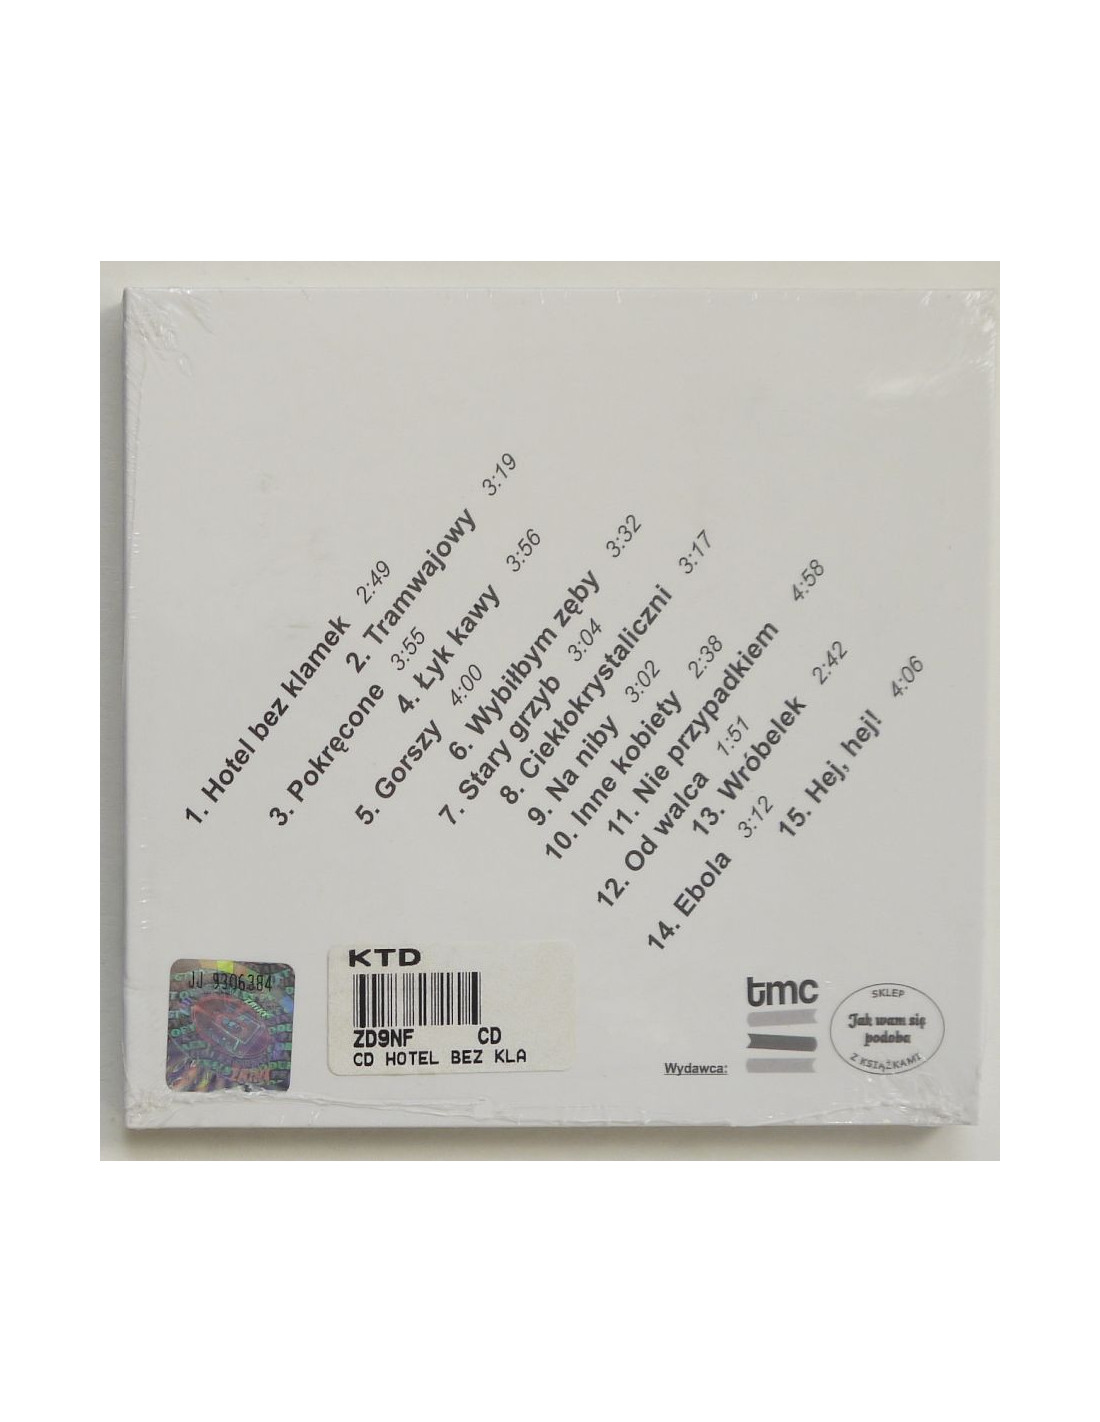 1. Hotel bez klamek 2:49
2. Tramwajowy 3:19
3. Pokręcone 3:55
4. Łyk kawy 3:56
5. Gorszy 4:00
6. Wybiłbym zęby 3:32
7. Stary grzyb 3:04
8. Ciekłokrystaliczni 3:17
9. Na niby 3:02
10. Inne kobiety 2:38
11. Nie przypadkiem 4:58
12. Od walca 1:51
13. Wróbelek 2:42
14. Ebola 3:12
15. Hej, hej! 4:06
JJ 9306384
KTD
ZD9NF CD
CD HOTEL BEZ KLA
Wydawca:
tmc
SKLEP
Jak wam się
podoba
Z KSIĄŻKAMI